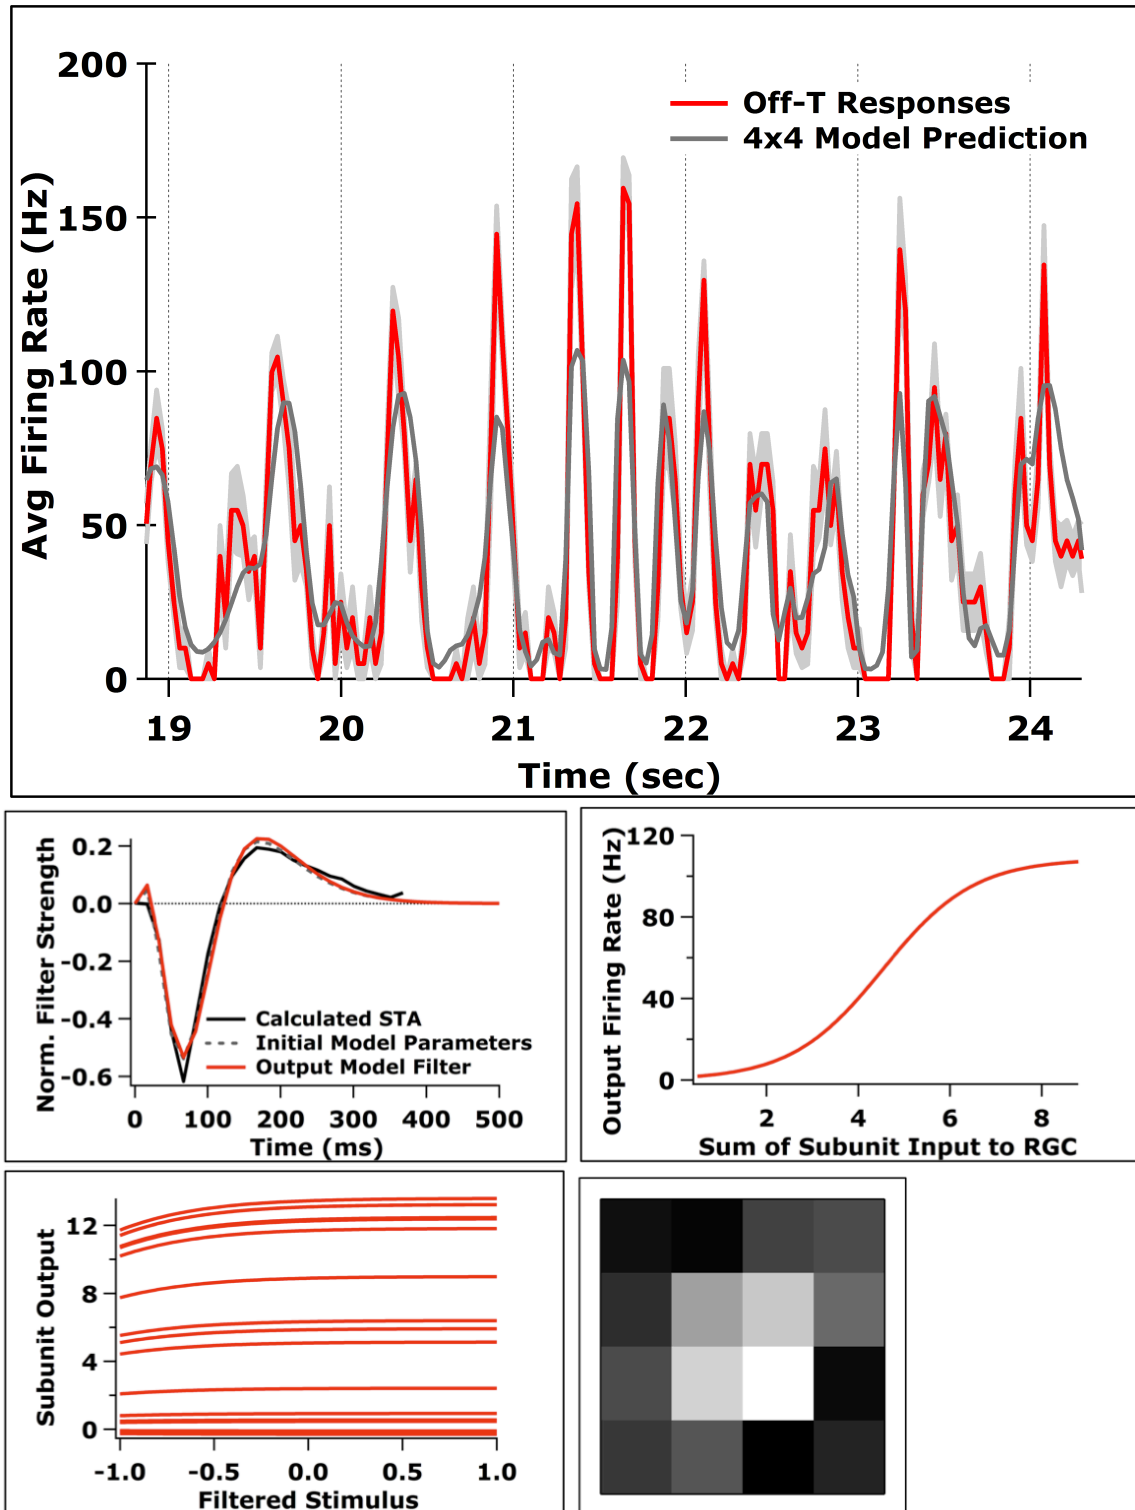 200
150
100
50
0
Avg Firing Rate (Hz)
Off-T Responses
4x4 Model Prediction
19 20 21 22 23 24
Time (sec)
0.2
0.0
-0.2
-0.4
-0.6
Norm. Filter Strength
Calculated STA
Initial Model Parameters
Output Model Filter
0 100 200 300 400 500
Time (ms)
120
80
40
0
Output Firing Rate (Hz)
2 4 6 8
Sum of Subunit Input to RGC
12
8
4
0
Subunit Output
-1.0 -0.5 0.0 0.5 1.0
Filtered Stimulus